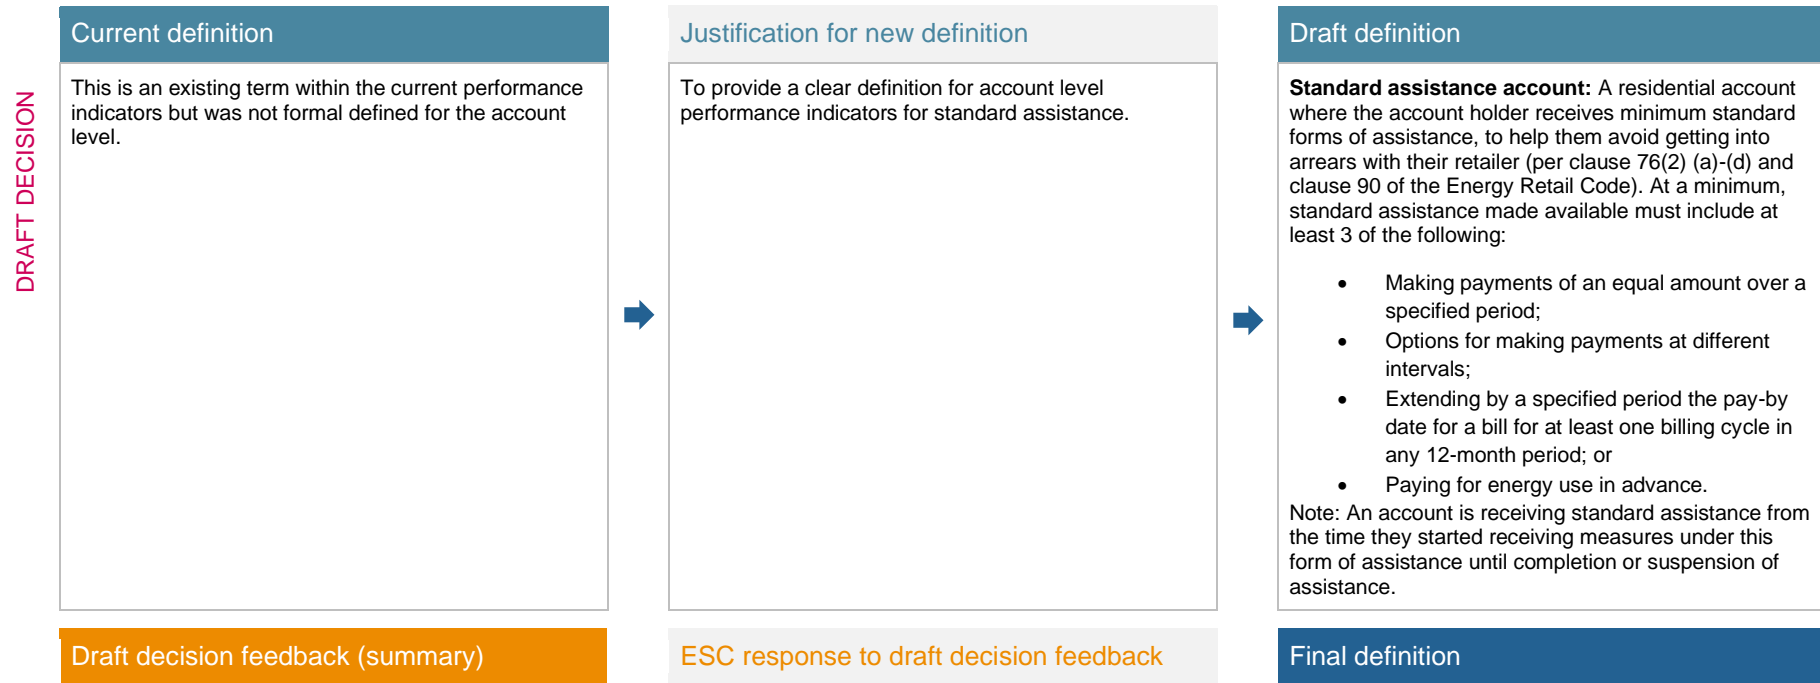 DRAFT DECISION
Current definition
This is an existing term within the current performance
indicators but was not formal defined for the account
level.
Justification for new definition
To provide a clear definition for account level
performance indicators for standard assistance.
Draft definition
Standard assistance account: A residential account
where the account holder receives minimum standard
forms of assistance, to help them avoid getting into
arrears with their retailer (per clause 76(2) (a)-(d) and
clause 90 of the Energy Retail Code). At a minimum,
standard assistance made available must include at
least 3 of the following:
• Making payments of an equal amount over a
specified period;
• Options for making payments at different
intervals;
• Extending by a specified period the pay-by
date for a bill for at least one billing cycle in
any 12-month period; or
• Paying for energy use in advance.
Note: An account is receiving standard assistance from
the time they started receiving measures under this
form of assistance until completion or suspension of
assistance.
Draft decision feedback (summary)
ESC response to draft decision feedback
Final definition